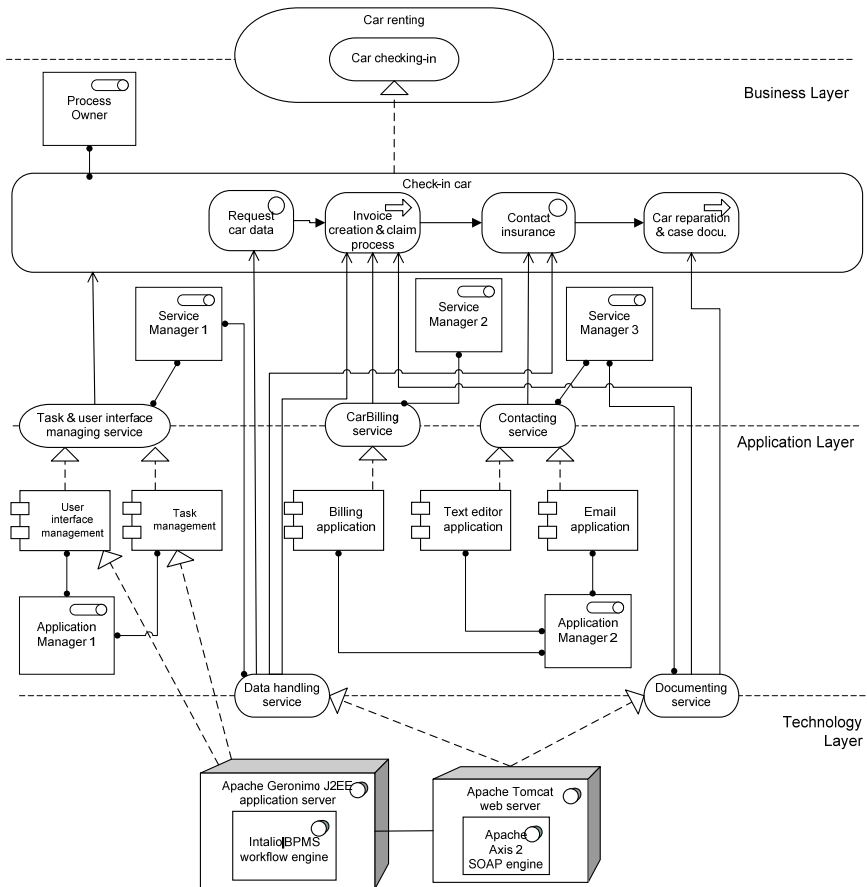 Car renting
Car checking-in
Business Layer
Process
Owner
Check-in car
Request
car data
Invoice
creation & claim
process
Contact
insurance
Car reparation
& case docu.
Service
Manager 1
Service
Manager 2
Service
Manager 3
Task & user interface
managing service
CarBilling
service
Contacting
service
Application Layer
User
interface
management
Task
management
Billing
application
Text editor
application
Email
application
Application
Manager 1
Application
Manager 2
Data handling
service
Documenting
service
Technology
Layer
Apache Geronimo J2EE
application server
Intalio|BPMS
workflow engine
Apache Tomcat
web server
Apache
Axis 2
SOAP engine